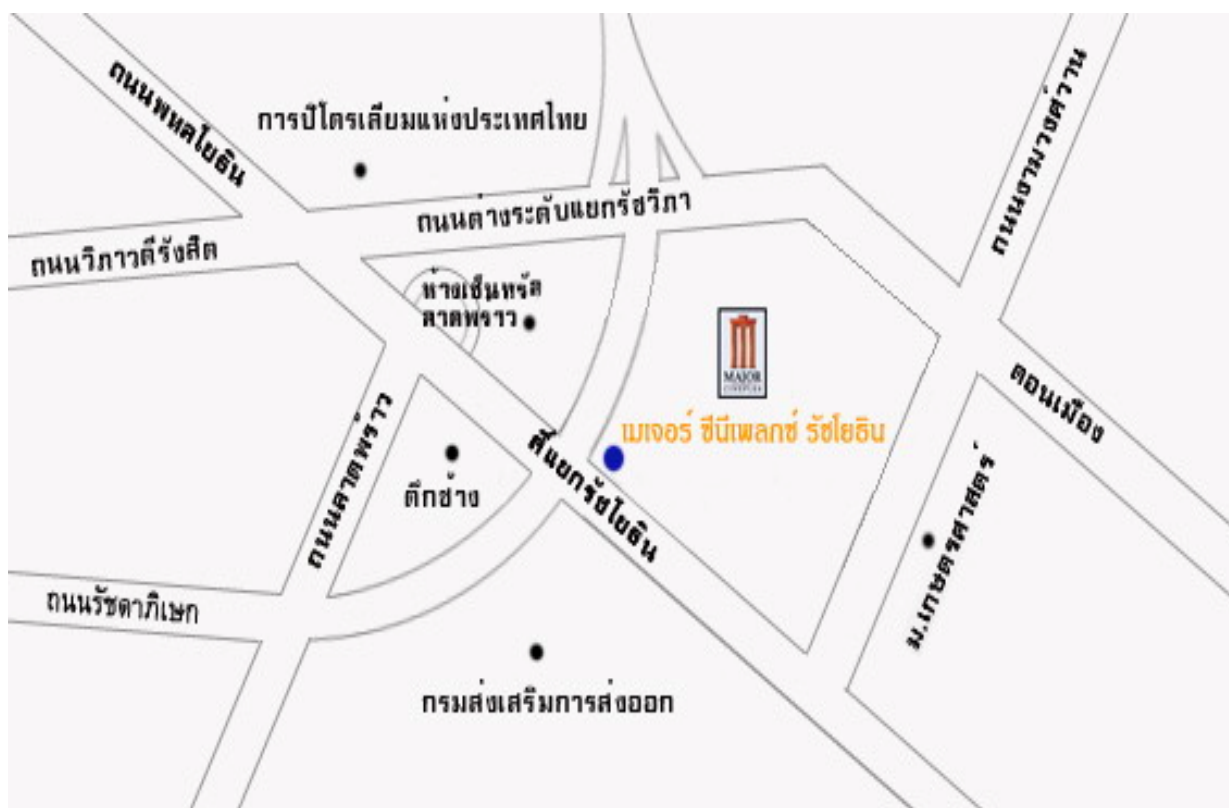 ถนนพหลโยธิน
การปิโตรเลียมแห่งประเทศไทย
ถนนงามวงศ์วาน
ถนนต่างระดับแยกรัชวิภา
ถนนวิภาวดีรังสิต
ห้างเซ็นทรัล
ลาดพราว
MAJOR
CINEPLEX
เมเจอร์ ซีนีเพลกซ์ รัชโยธิน
ดอนเมือง
ถนนลาดพร้าว
ตึกช้าง
สี่แยกรัชโยธิน
ม.เกษตรศาสตร์
ถนนรัชดาภิเษก
กรมส่งเสริมการส่งออก